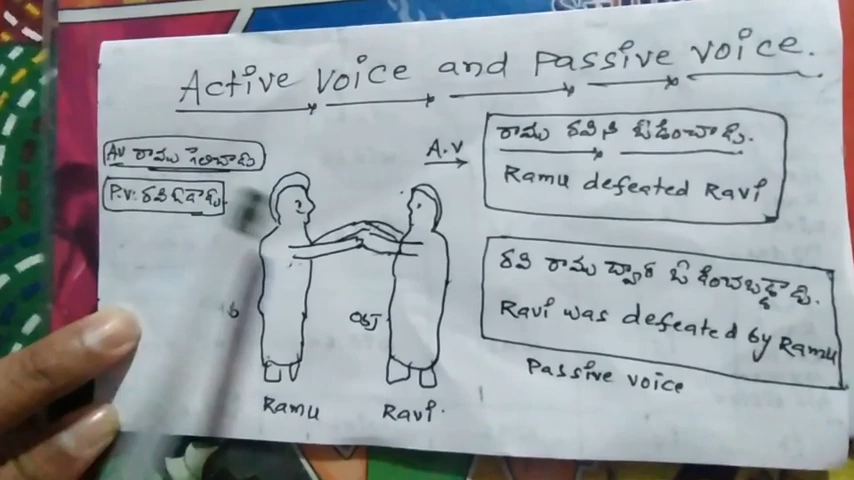 Active voice and Passive voice.
AV రాము గెలిచాడు
P.V: రవి ఓడాడు.
A.V
రాము రవిని ఓడించాడు.
Ramu defeated Ravi
రవి రాము ద్వారా ఓడించబడ్డాడు.
Ravi was defeated by Ramu
Passive voice
Ramu
Ravi.